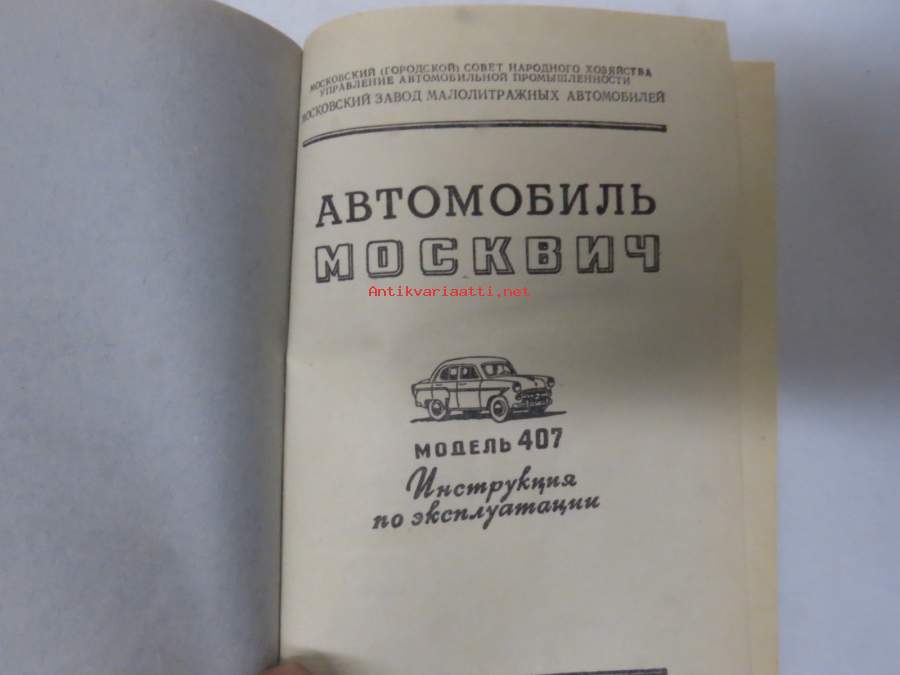 МОСКОВСКИЙ (ГОРОДСКОЙ) СОВЕТ НАРОДНОГО ХОЗЯЙСТВА
УПРАВЛЕНИЕ АВТОМОБИЛЬНОЙ ПРОМЫШЛЕННОСТИ
МОСКОВСКИЙ ЗАВОД МАЛОЛИТРАЖНЫХ АВТОМОБИЛЕЙ
АВТОМОБИЛЬ
МОСКВИЧ
Antikvariaatti.net
МОДЕЛЬ 407
Инструкция
по эксплуатации